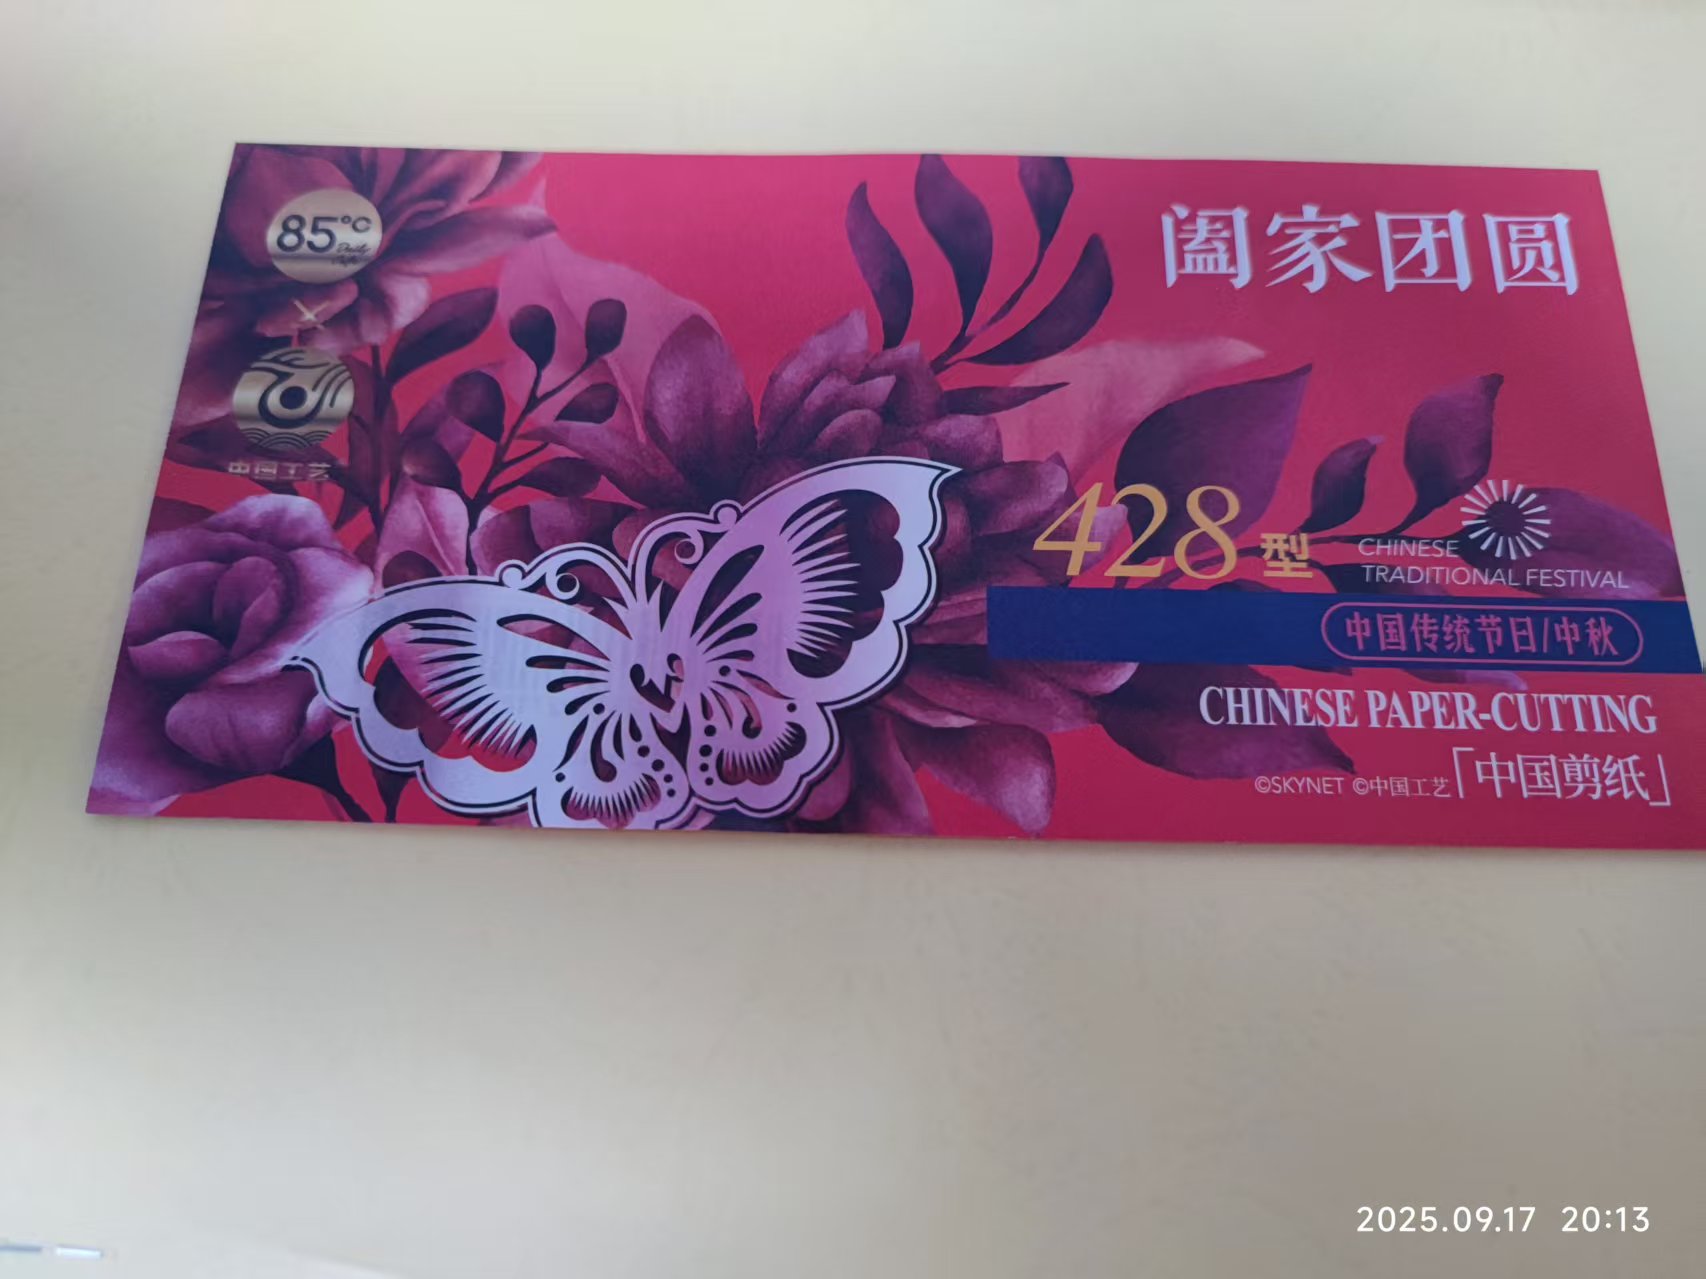 85°C
Daily
Cafe
×
中国工艺
阖家团圆
428型
CHINESE
TRADITIONAL FESTIVAL
中国传统节日/中秋
CHINESE PAPER-CUTTING
©SKYNET ©中国工艺「中国剪纸」
2025.09.17 20:13